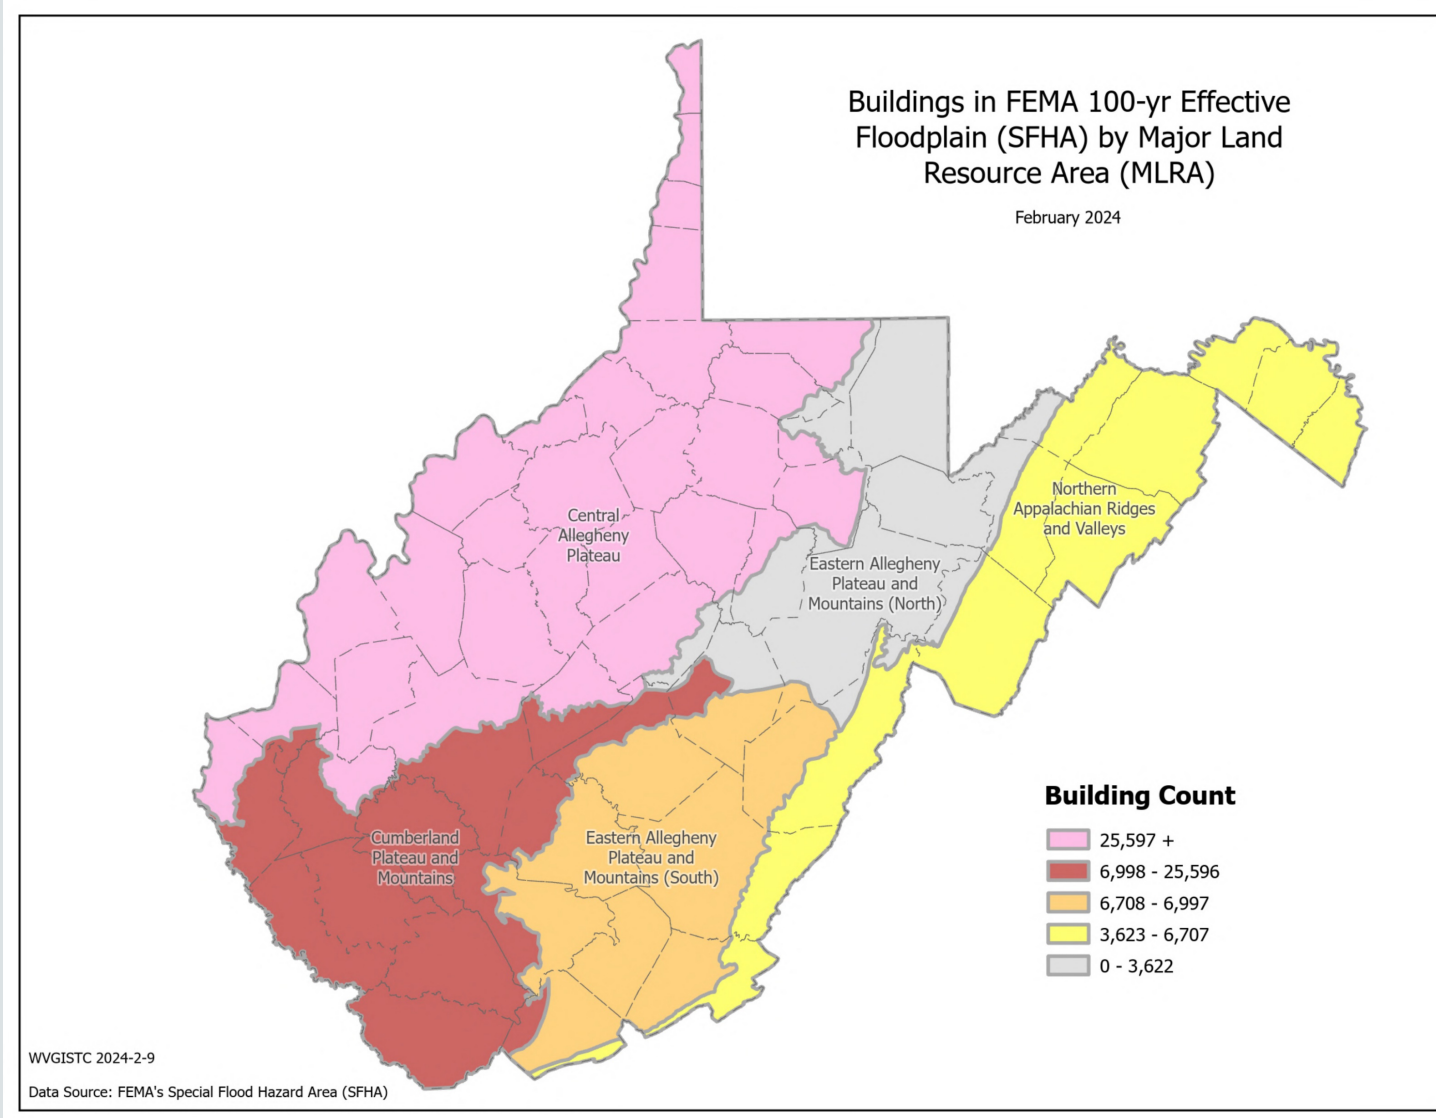 Buildings in FEMA 100-yr Effective
Floodplain (SFHA) by Major Land
Resource Area (MLRA)
February 2024
Northern
Appalachian Ridges
and Valleys
Central
Allegheny
Plateau
Eastern Allegheny
Plateau and
Mountains (North)
Cumberland
Plateau and
Mountains
Eastern Allegheny
Plateau and
Mountains (South)
Building Count
25,597 +
6,998 - 25,596
6,708 - 6,997
3,623 - 6,707
0 - 3,622
WVGISTC 2024-2-9
Data Source: FEMA's Special Flood Hazard Area (SFHA)